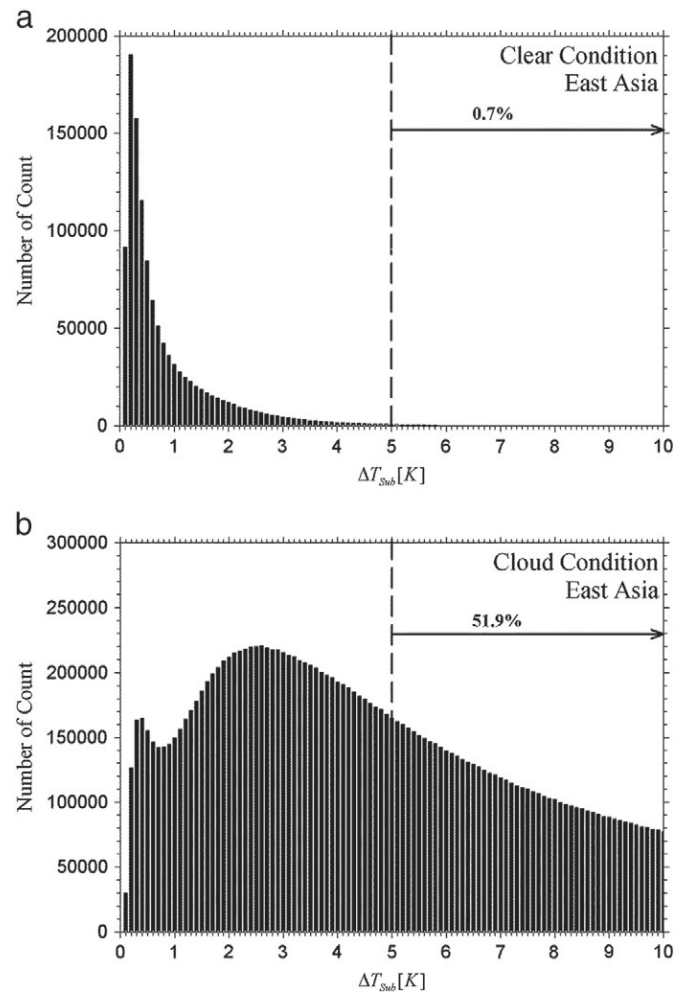 a
200000
Clear Condition
East Asia
0.7%
150000
100000
50000
0
Number of Count
0 1 2 3 4 5 6 7 8 9 10
ΔT_Sub[K]
b
300000
Cloud Condition
East Asia
51.9%
250000
200000
150000
100000
50000
0
Number of Count
0 1 2 3 4 5 6 7 8 9 10
ΔT_Sub[K]